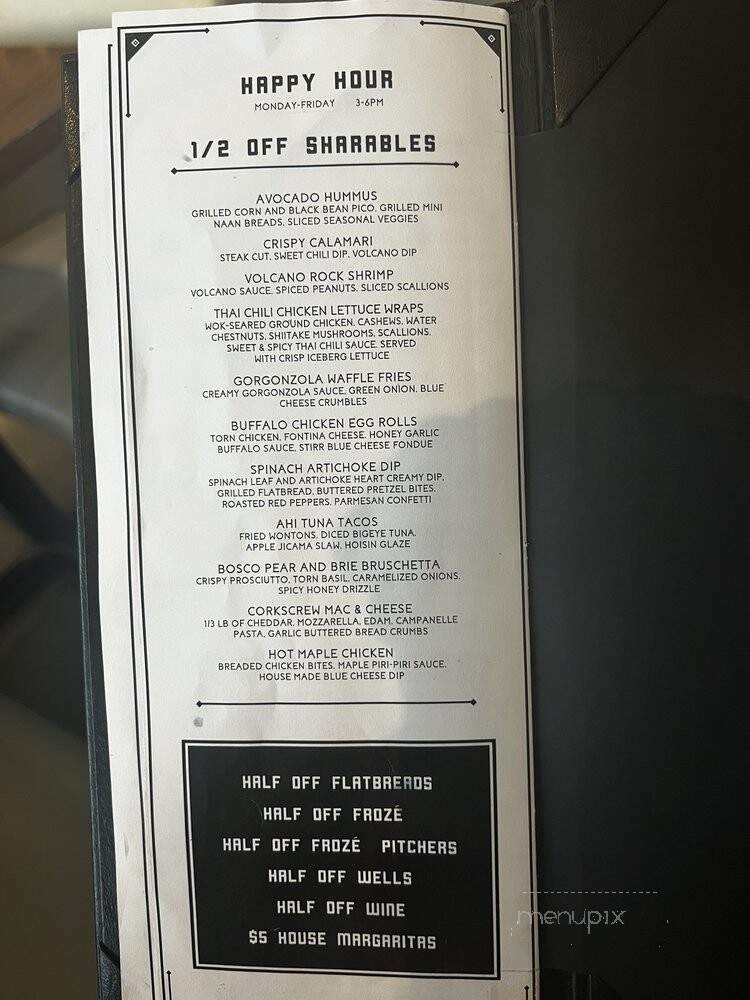 HAPPY HOUR
MONDAY-FRIDAY 3-6PM
1/2 OFF SHARABLES
AVOCADO HUMMUS
GRILLED CORN AND BLACK BEAN PICO, GRILLED MINI
NAAN BREADS, SLICED SEASONAL VEGGIES
CRISPY CALAMARI
STEAK CUT, SWEET CHILI DIP, VOLCANO DIP
VOLCANO ROCK SHRIMP
VOLCANO SAUCE, SPICED PEANUTS, SLICED SCALLIONS
THAI CHILI CHICKEN LETTUCE WRAPS
WOK-SEARED GROUND CHICKEN, CASHEWS, WATER
CHESTNUTS, SHIITAKE MUSHROOMS, SCALLIONS,
SWEET & SPICY THAI CHILI SAUCE. SERVED
WITH CRISP ICEBERG LETTUCE
GORGONZOLA WAFFLE FRIES
CREAMY GORGONZOLA SAUCE, GREEN ONION, BLUE
CHEESE CRUMBLES
BUFFALO CHICKEN EGG ROLLS
TORN CHICKEN, FONTINA CHEESE, HONEY GARLIC
BUFFALO SAUCE, STIRR BLUE CHEESE FONDUE
SPINACH ARTICHOKE DIP
SPINACH LEAF AND ARTICHOKE HEART CREAMY DIP,
GRILLED FLATBREAD, BUTTERED PRETZEL BITES,
ROASTED RED PEPPERS, PARMESAN CONFETTI
AHI TUNA TACOS
FRIED WONTONS, DICED BIGEYE TUNA,
APPLE JICAMA SLAW, HOISIN GLAZE
BOSCO PEAR AND BRIE BRUSCHETTA
CRISPY PROSCIUTTO, TORN BASIL, CARAMELIZED ONIONS,
SPICY HONEY DRIZZLE
CORKSCREW MAC & CHEESE
1/3 LB OF CHEDDAR, MOZZARELLA, EDAM, CAMPANELLE
PASTA, GARLIC BUTTERED BREAD CRUMBS
HOT MAPLE CHICKEN
BREADED CHICKEN BITES, MAPLE PIRI-PIRI SAUCE,
HOUSE MADE BLUE CHEESE DIP
HALF OFF FLATBREADS
HALF OFF FROZÉ
HALF OFF FROZÉ PITCHERS
HALF OFF WELLS
HALF OFF WINE
$5 HOUSE MARGARITAS
menupix